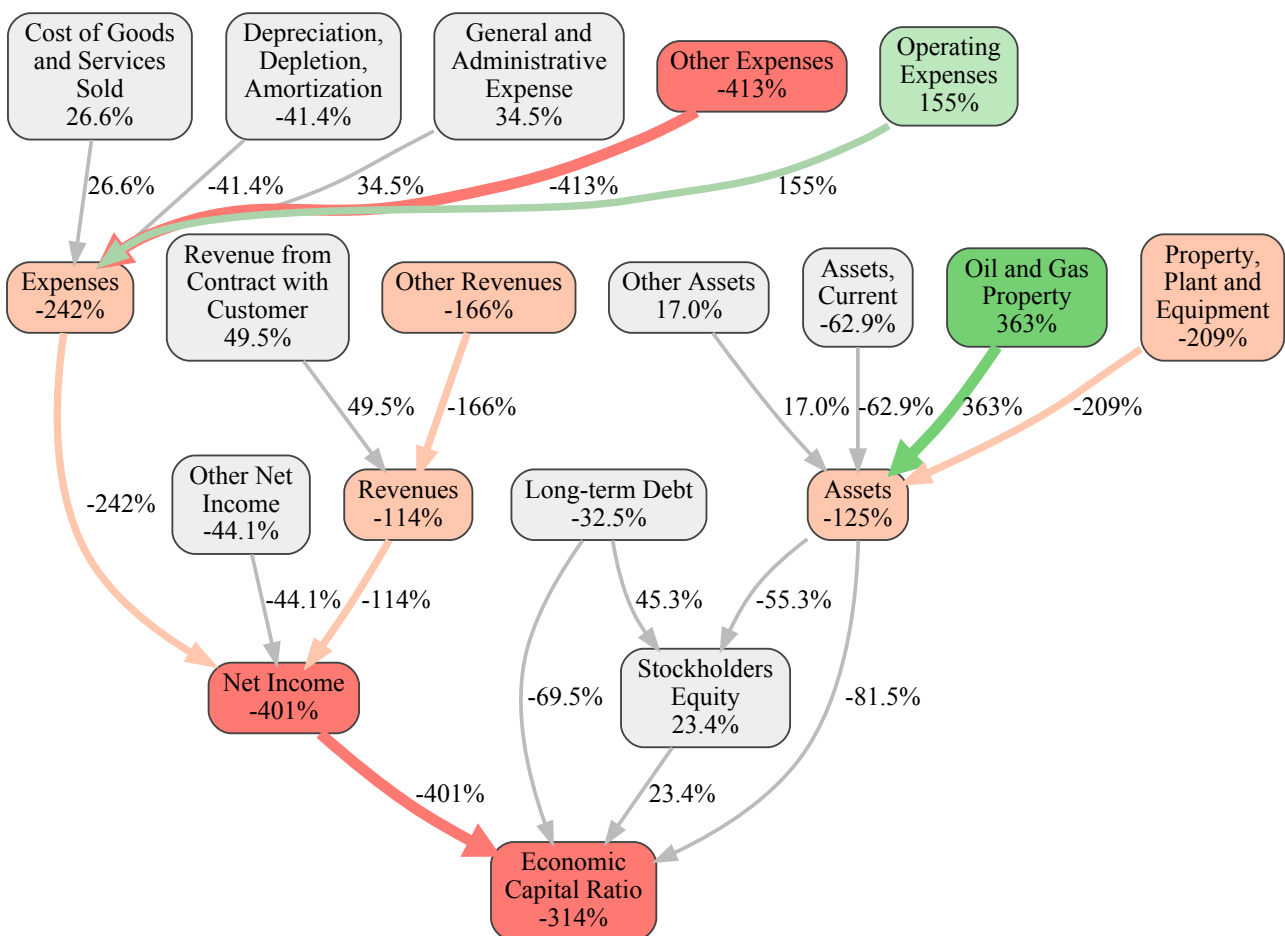 Cost of Goods
and Services
Sold
26.6%
Depreciation,
Depletion,
Amortization
-41.4%
General and
Administrative
Expense
34.5%
Other Expenses
-413%
Operating
Expenses
155%
26.6%
-41.4%
34.5%
-413%
155%
Expenses
-242%
Revenue from
Contract with
Customer
49.5%
Other Revenues
-166%
Other Assets
17.0%
Assets,
Current
-62.9%
Oil and Gas
Property
363%
Property,
Plant and
Equipment
-209%
49.5%
-166%
17.0%
-62.9%
363%
-209%
-242%
Other Net
Income
-44.1%
Revenues
-114%
Long-term Debt
-32.5%
Assets
-125%
-44.1%
-114%
45.3%
-55.3%
Net Income
-401%
-69.5%
Stockholders
Equity
23.4%
-81.5%
-401%
23.4%
Economic
Capital Ratio
-314%